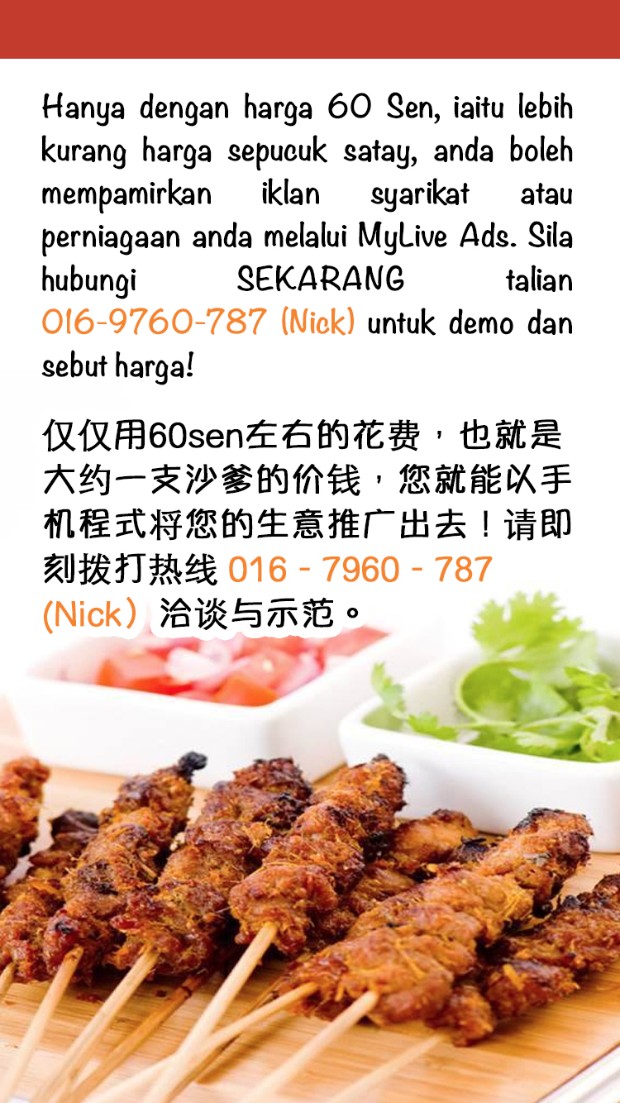 Hanya dengan harga 60 Sen, iaitu lebih
kurang harga sepucuk satay, anda boleh
mempamirkan iklan syarikat atau
perniagaan anda melalui MyLive Ads. Sila
hubungi SEKARANG talian
016-9760-787 (Nick) untuk demo dan
sebut harga!
仅仅用60sen左右的花费，也就是
大约一支沙爹的价钱，您就能以手
机程式将您的生意推广出去！请即
刻拨打热线 016 - 7960 - 787
(Nick）洽谈与示范。